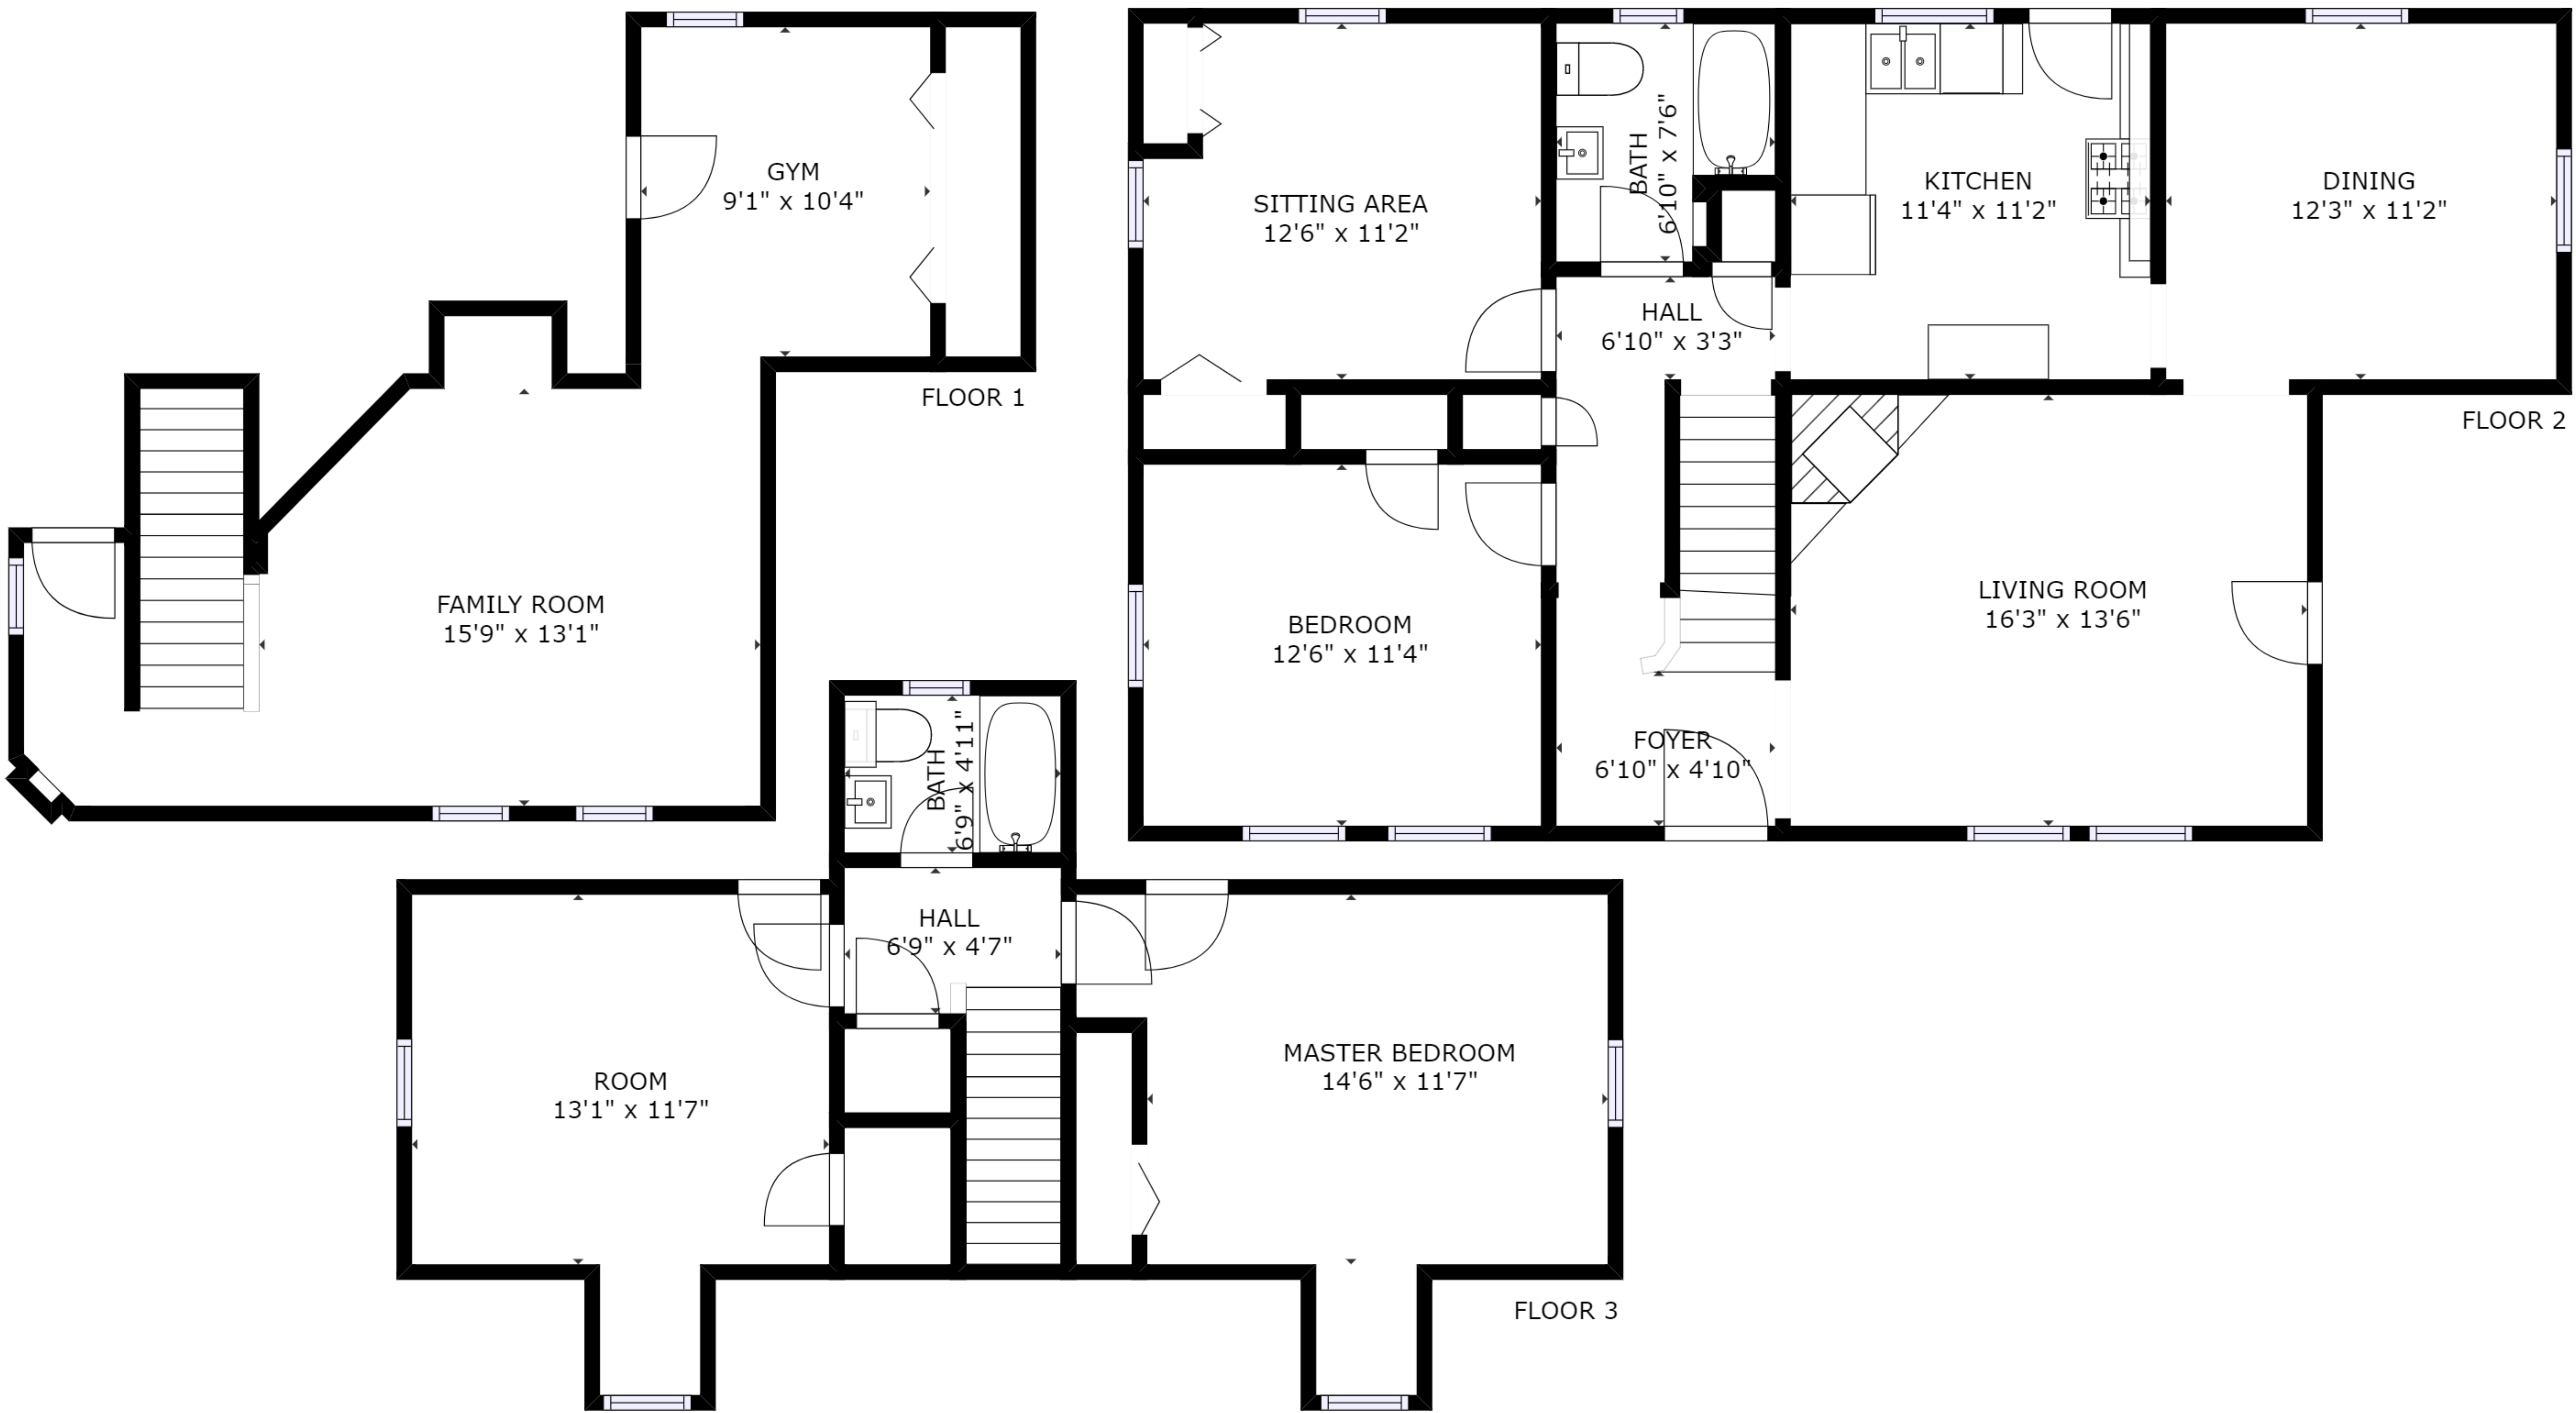 GYM
9'1" x 10'4"
FLOOR 1
FAMILY ROOM
15'9" x 13'1"
SITTING AREA
12'6" x 11'2"
BATH
6'10" x 7'6"
KITCHEN
11'4" x 11'2"
DINING
12'3" x 11'2"
HALL
6'10" x 3'3"
FLOOR 2
BEDROOM
12'6" x 11'4"
LIVING ROOM
16'3" x 13'6"
FOYER
6'10" x 4'10"
BATH
6'9" x 4'11"
HALL
6'9" x 4'7"
ROOM
13'1" x 11'7"
MASTER BEDROOM
14'6" x 11'7"
FLOOR 3